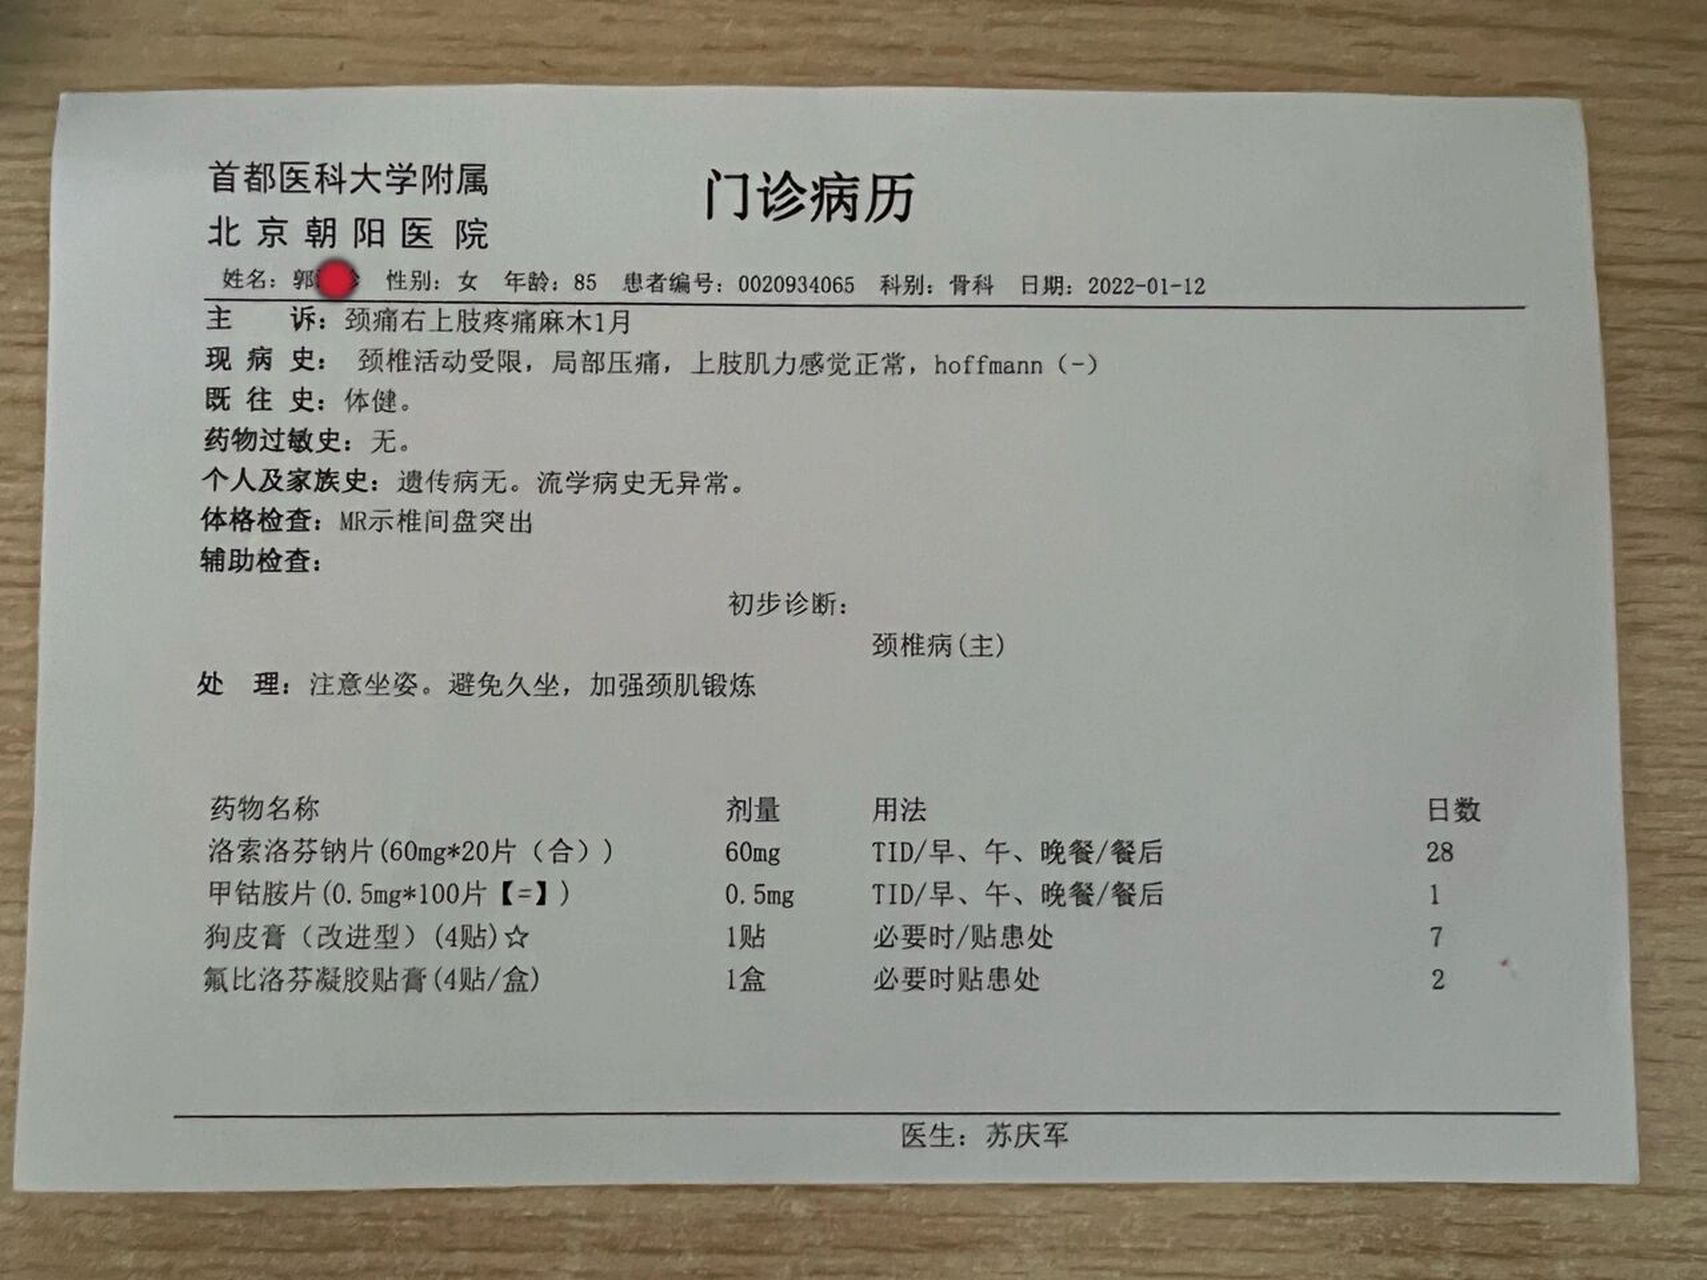 首都医科大学附属
北京朝阳医院
门诊病历
姓名：郭 性别：女 年龄：85 患者编号：0020934065 科别：骨科 日期：2022-01-12
主 诉：颈痛右上肢疼痛麻木1月
现 病 史： 颈椎活动受限，局部压痛，上肢肌力感觉正常，hoffmann（-）
既 往 史：体健。
药物过敏史：无。
个人及家族史：遗传病无。流学病史无异常。
体格检查：MR示椎间盘突出
辅助检查：
初步诊断：
颈椎病(主)
处 理：注意坐姿。避免久坐，加强颈肌锻炼
药物名称 剂量 用法 日数
洛索洛芬钠片(60mg*20片（合）) 60mg TID/早、午、晚餐/餐后 28
甲钴胺片(0.5mg*100片【=】) 0.5mg TID/早、午、晚餐/餐后 1
狗皮膏（改进型）(4贴)☆ 1贴 必要时/贴患处 7
氟比洛芬凝胶贴膏(4贴/盒) 1盒 必要时贴患处 2
医生：苏庆军